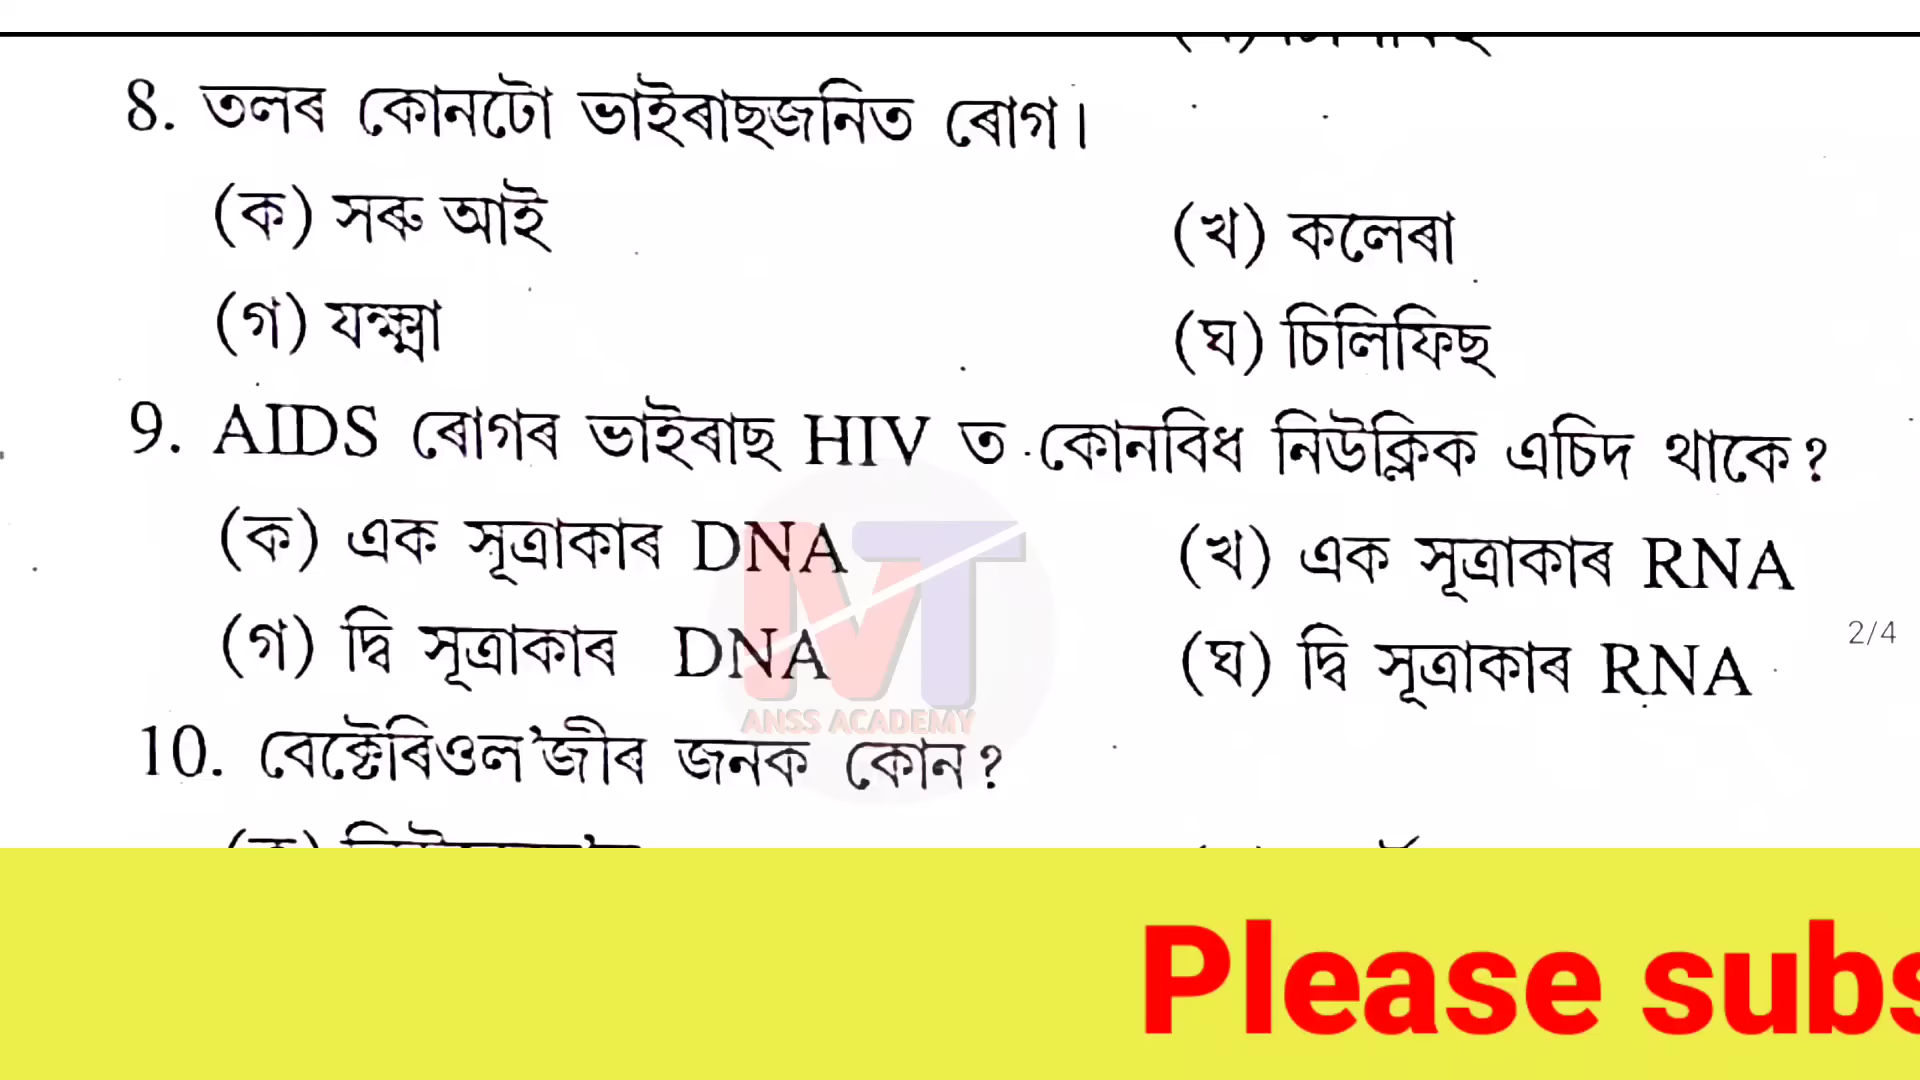 8. তলৰ কোনটো ভাইৰাছজনিত ৰোগ।
(ক) সৰু আই (খ) কলেৰা
(গ) যক্ষ্মা (ঘ) চিলিফিছ
9. AIDS ৰোগৰ ভাইৰাছ HIV ত কোনবিধ নিউক্লিক এচিদ থাকে?
(ক) এক সূত্ৰাকাৰ DNA (খ) এক সূত্ৰাকাৰ RNA
(গ) দ্বি সূত্ৰাকাৰ DNA (ঘ) দ্বি সূত্ৰাকাৰ RNA
2/4
MT
ANSS ACADEMY
10. বেক্টেৰিওল'জীৰ জনক কোন?
Please subs